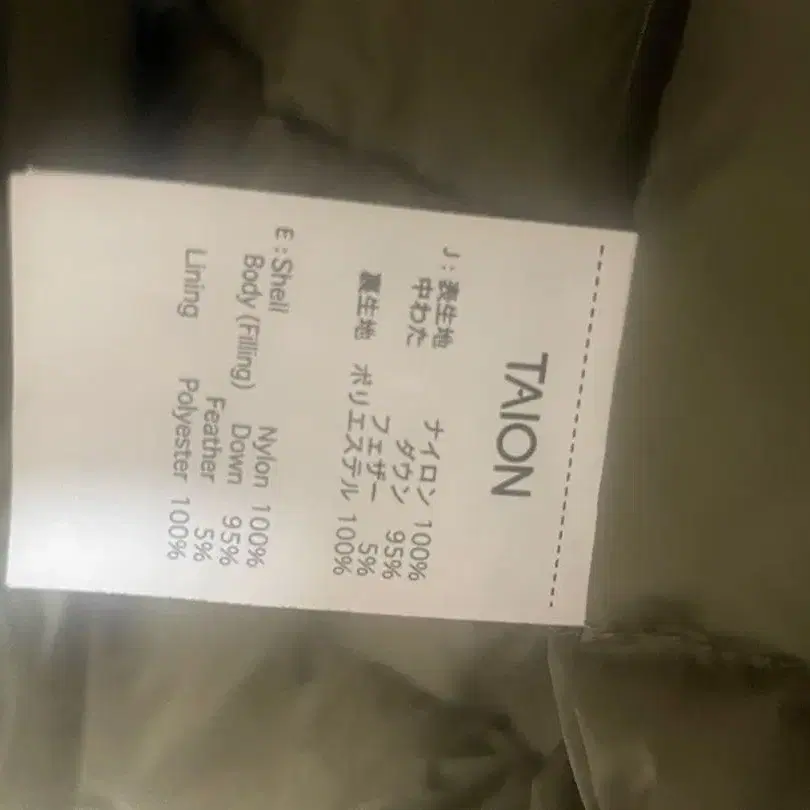 TAION
J : 表生地 ナイロン 100%
中わた ダウン 95%
フェザー 5%
裏生地 ポリエステル 100%
E : Shell Nylon 100%
Body (Filling) Down 95%
Feather 5%
Lining Polyester 100%